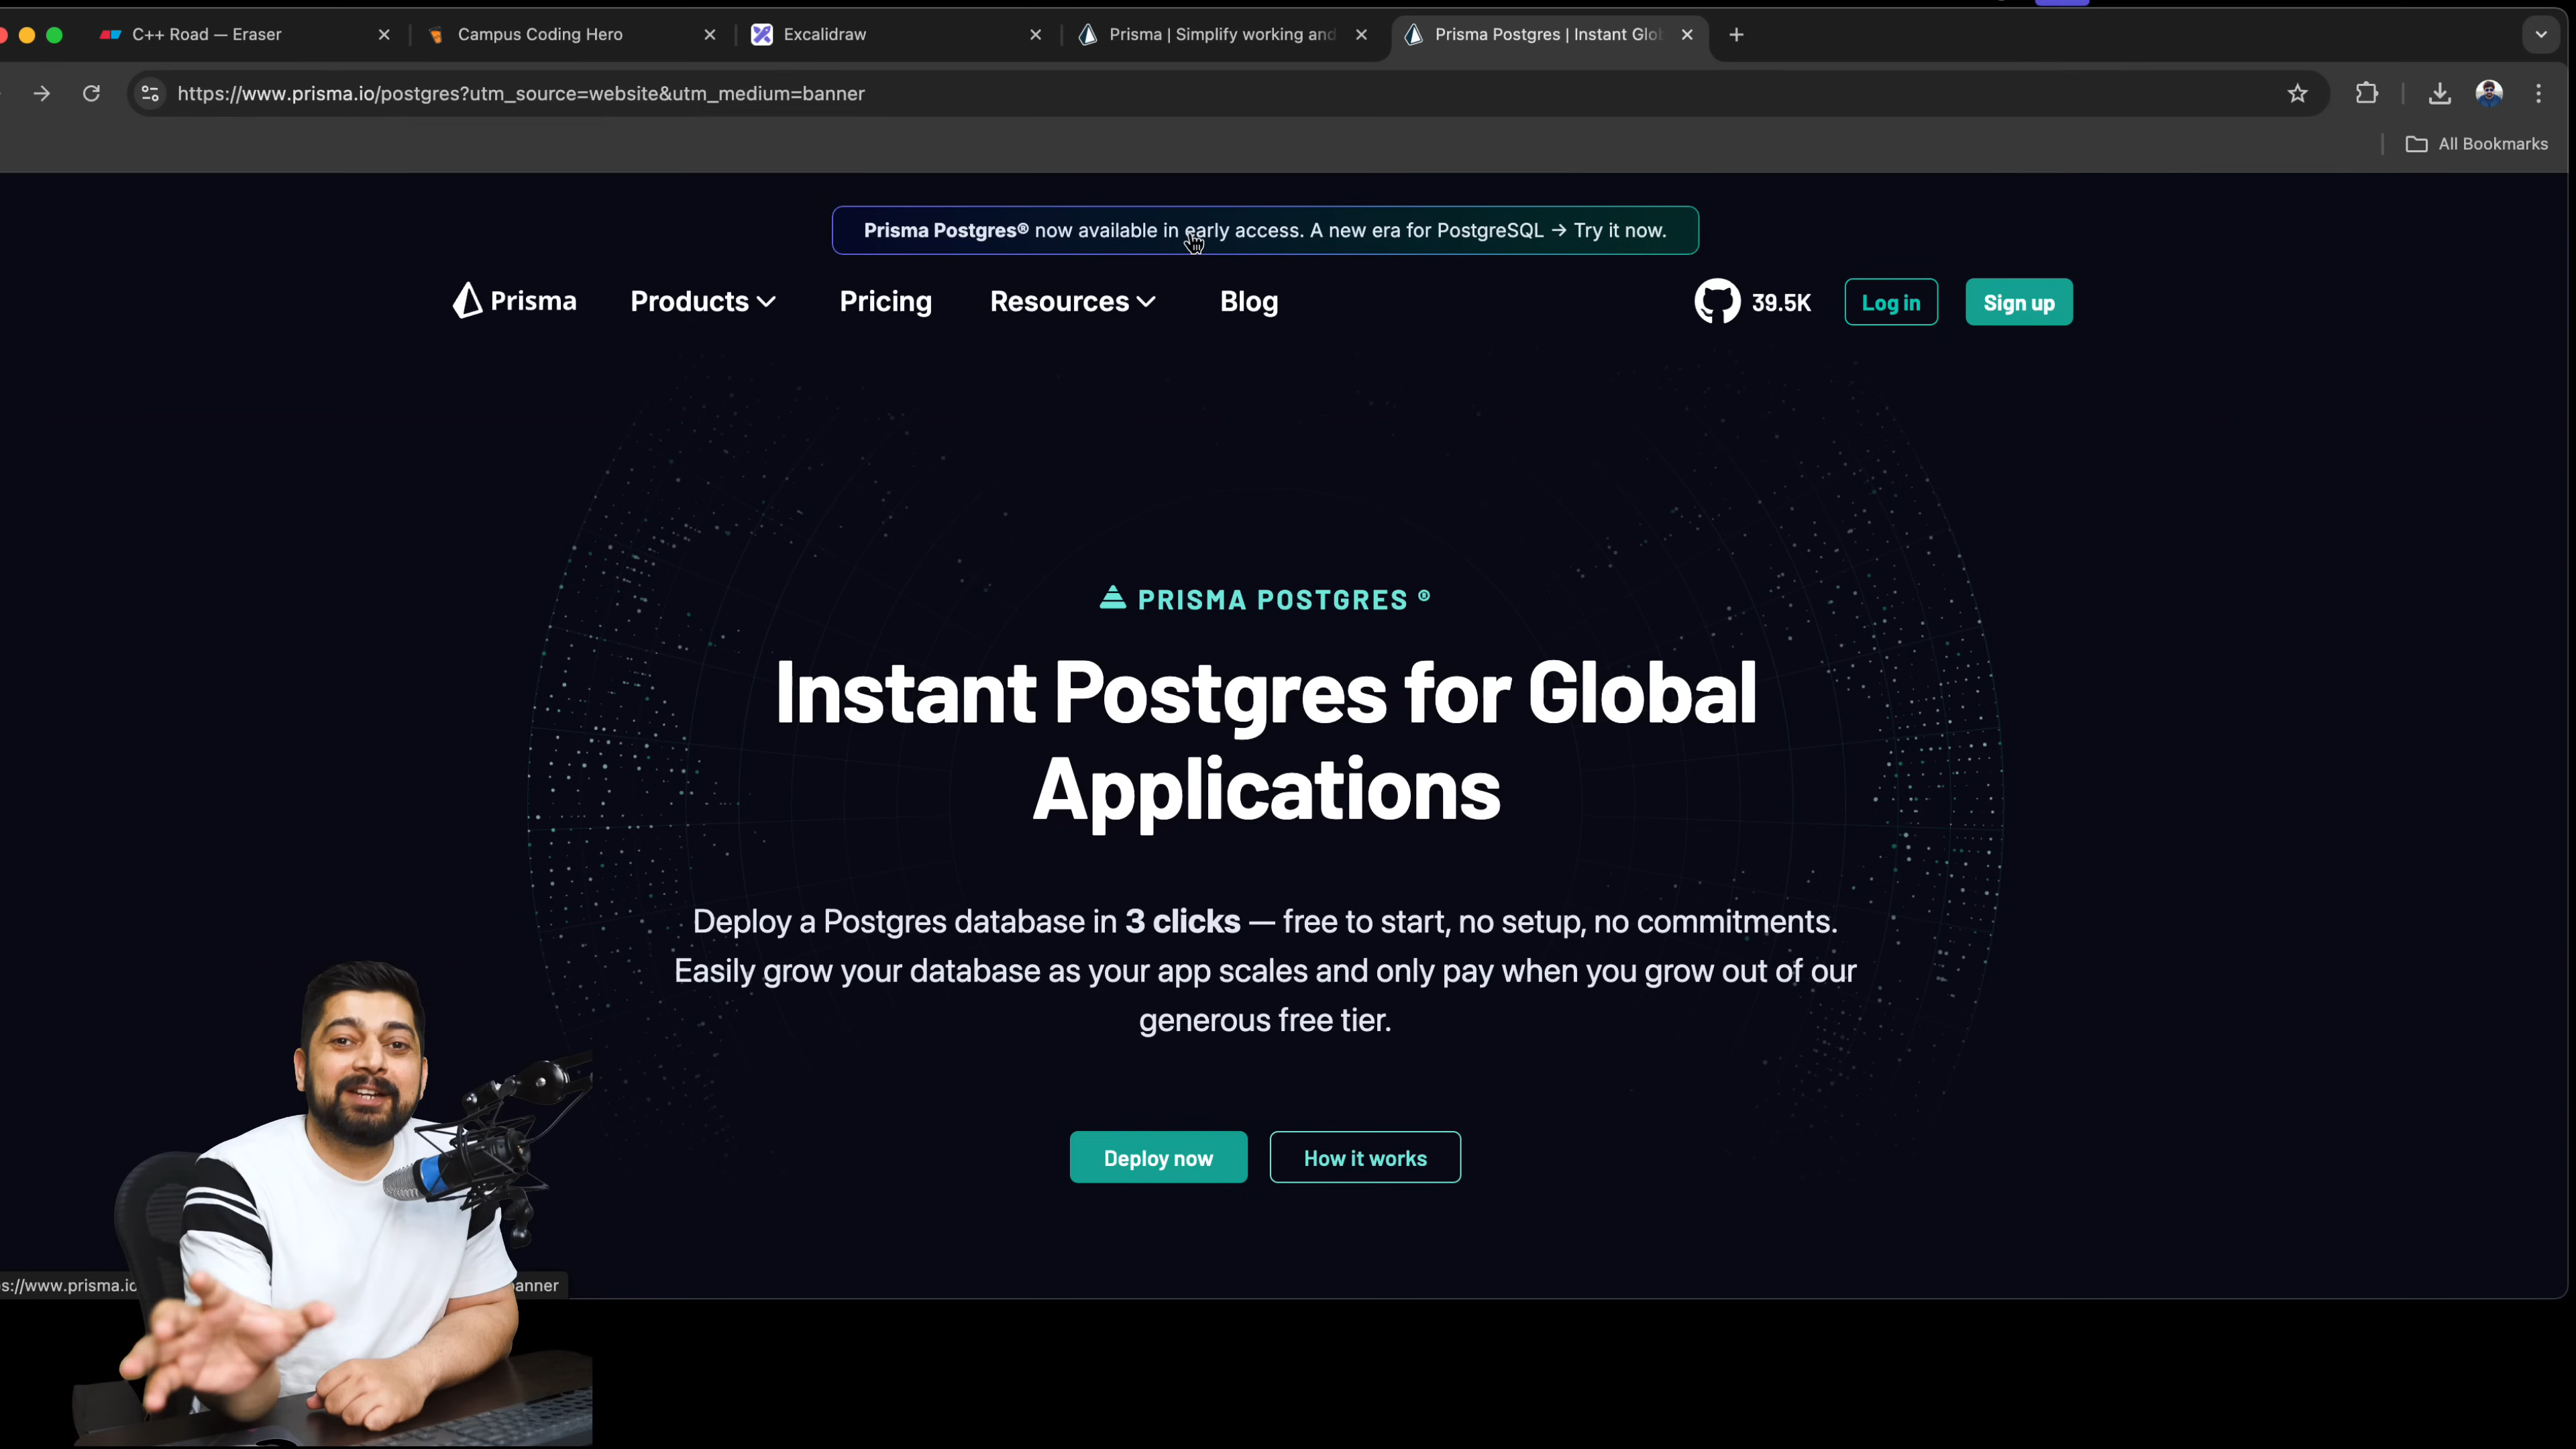 C++ Road — Eraser
Campus Coding Hero
Excalidraw
Prisma | Simplify working and
Prisma Postgres | Instant Glo
https://www.prisma.io/postgres?utm_source=website&utm_medium=banner
All Bookmarks
Prisma Postgres® now available in early access. A new era for PostgreSQL → Try it now.
Prisma
Products
Pricing
Resources
Blog
39.5K
Log in
Sign up
PRISMA POSTGRES ®
Instant Postgres for Global
Applications
Deploy a Postgres database in 3 clicks — free to start, no setup, no commitments.
Easily grow your database as your app scales and only pay when you grow out of our
generous free tier.
Deploy now
How it works
s://www.prisma.io
banner